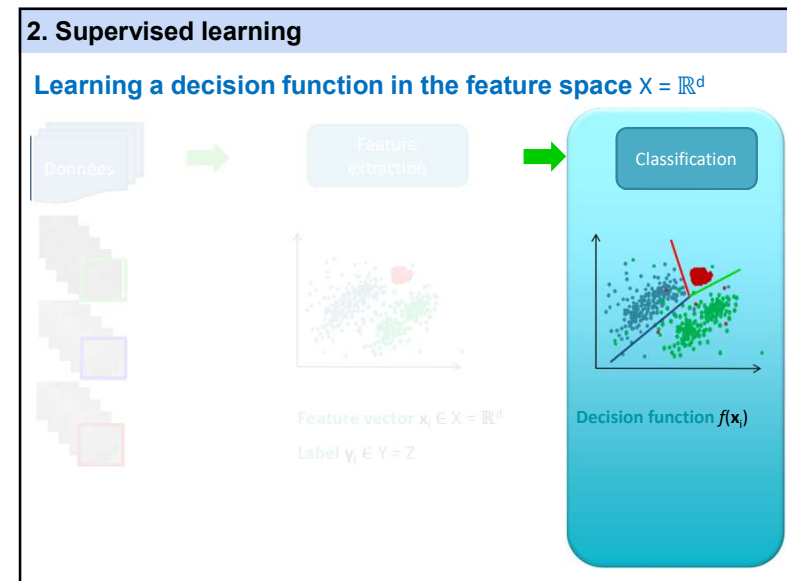 2. Supervised learning
Learning a decision function in the feature space X = ℝᵈ
Données
Feature
extraction
Classification
Feature vector xᵢ ∈ X = ℝᵈ
Label yᵢ ∈ Y = Z
Decision function f(xᵢ)